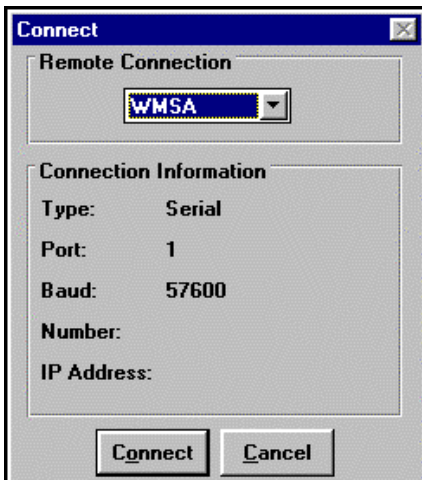 Connect
Remote Connection
WMSA
Connection Information
Type: Serial
Port: 1
Baud: 57600
Number:
IP Address:
Connect Cancel